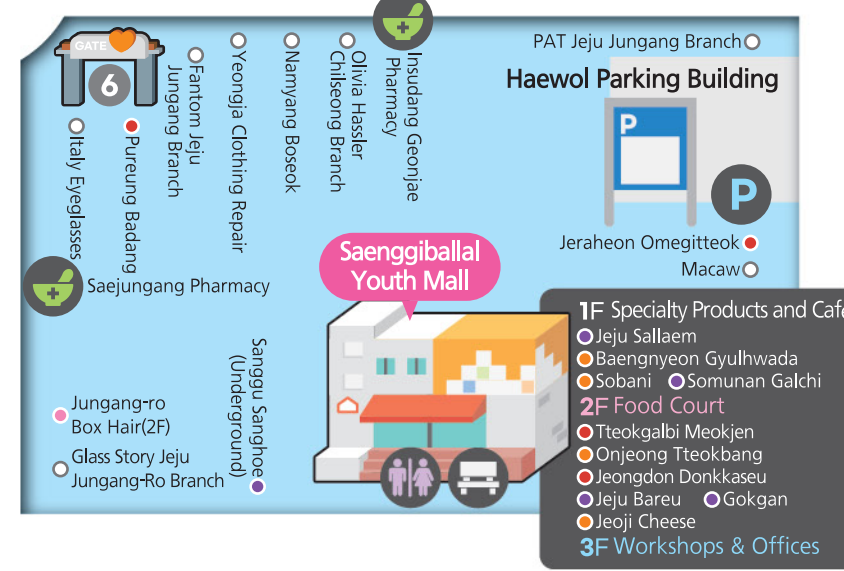 GATE
6
Italy Eyeglasses
Pureung Badang
Fantom Jeju
Jungang Branch
Yeongja Clothing Repair
Namyang Boseok
Olivia Hassler
Chilseong Branch
Insudang Geonjae
Pharmacy
PAT Jeju Jungang Branch
Haewol Parking Building
P
P
Jeraheon Omegitteok
Macaw
Saejungang Pharmacy
Saenggiballal
Youth Mall
Sanggu Sanghoe
(Underground)
Jungang-ro
Box Hair(2F)
Glass Story Jeju
Jungang-Ro Branch
1F Specialty Products and Cafe
Jeju Sallaem
Baengnyeon Gyulhwada
Sobani Somunan Galchi
2F Food Court
Tteokgalbi Meokjen
Onjeong Tteokbang
Jeongdon Donkkaseu
Jeju Bareu Gokgan
Jeoji Cheese
3F Workshops & Offices